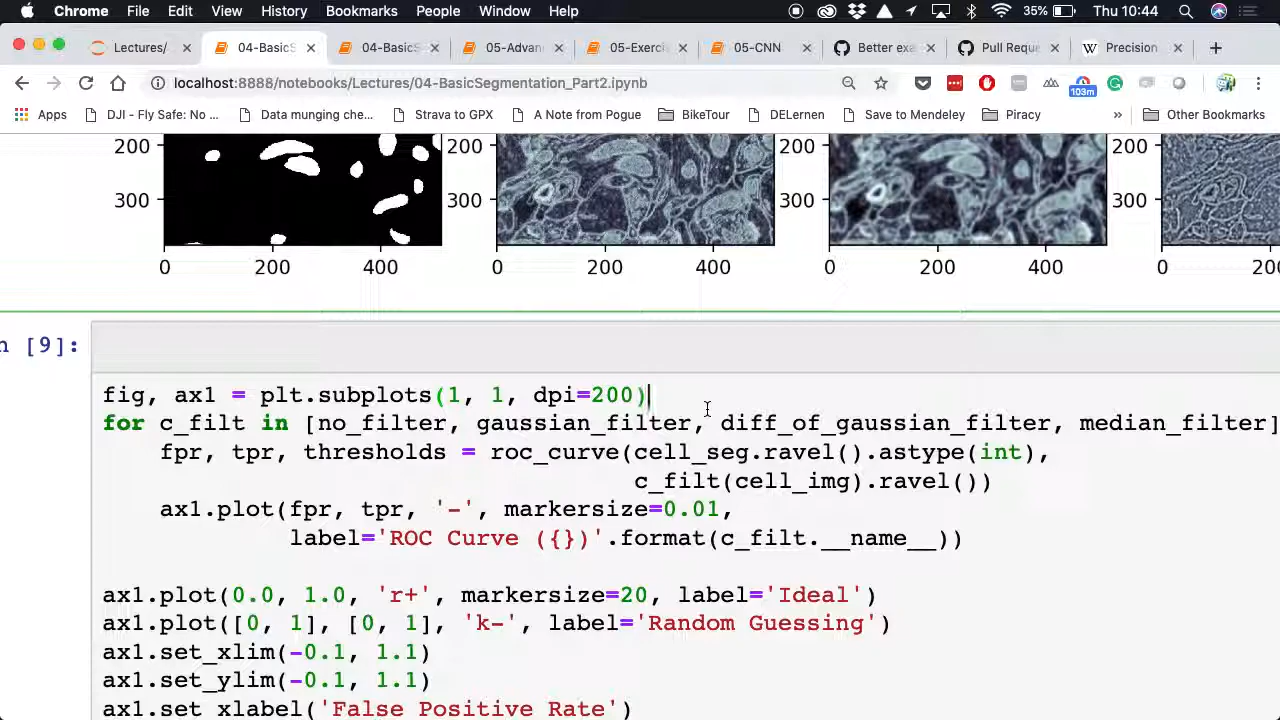 Chrome File Edit View History Bookmarks People Window Help 35% Thu 10:44
Lectures/ 04-BasicS 04-BasicS 05-Advan 05-Exerci 05-CNN Better exa Pull Reque Precision
localhost:8888/notebooks/Lectures/04-BasicSegmentation_Part2.ipynb 103m
Apps DJI - Fly Safe: No ... Data munging che... Strava to GPX A Note from Pogue BikeTour DELernen Save to Mendeley Piracy » Other Bookmarks
200 200 200 200
300 300 300 300
0 200 400 0 200 400 0 200 400 0 200
n [9]:
fig, ax1 = plt.subplots(1, 1, dpi=200)
for c_filt in [no_filter, gaussian_filter, diff_of_gaussian_filter, median_filter]
fpr, tpr, thresholds = roc_curve(cell_seg.ravel().astype(int),
c_filt(cell_img).ravel())
ax1.plot(fpr, tpr, '-', markersize=0.01,
label='ROC Curve ({})'.format(c_filt.__name__))
ax1.plot(0.0, 1.0, 'r+', markersize=20, label='Ideal')
ax1.plot([0, 1], [0, 1], 'k-', label='Random Guessing')
ax1.set_xlim(-0.1, 1.1)
ax1.set_ylim(-0.1, 1.1)
ax1.set_xlabel('False Positive Rate')